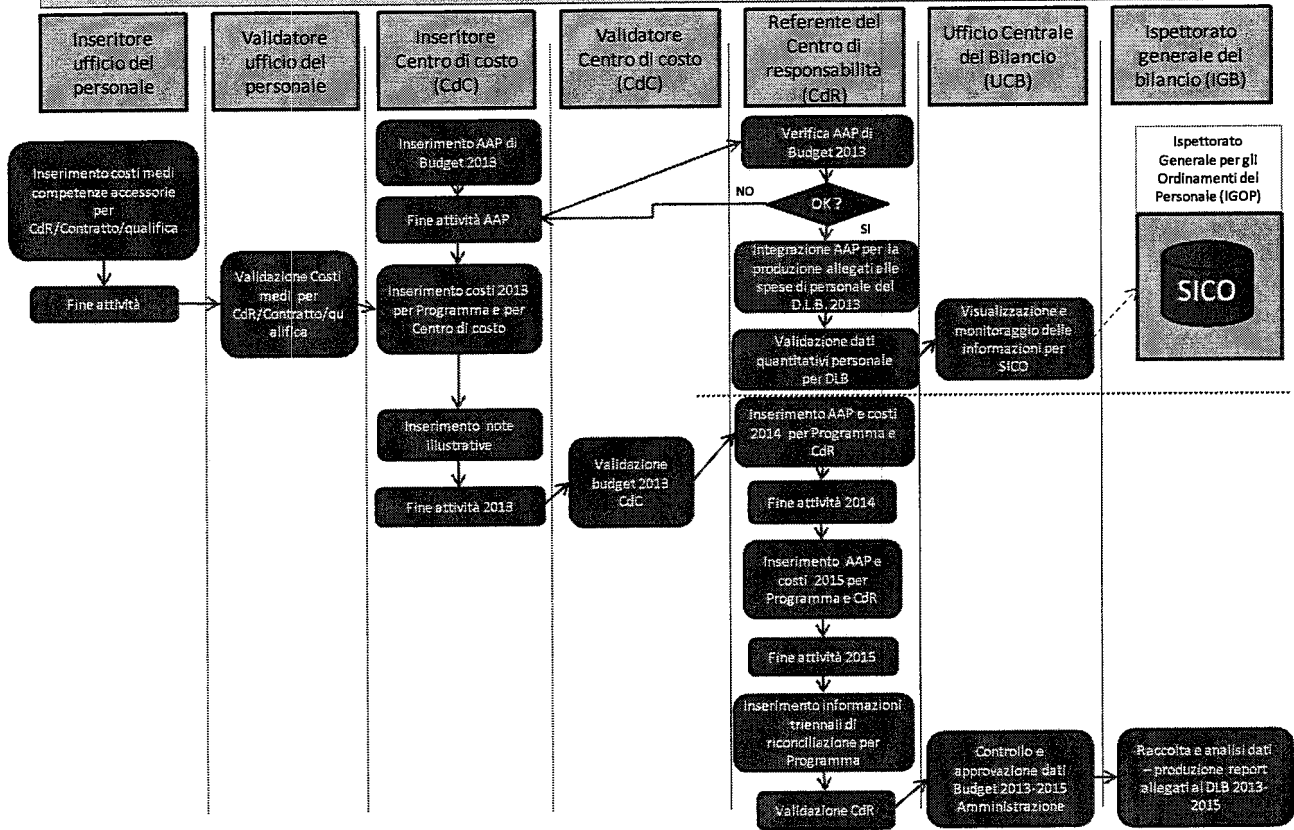 Inseritore
ufficio del
personale
Validatore
ufficio del
personale
Inseritore
Centro di costo
(CdC)
Validatore
Centro di costo
(CdC)
Referente del
Centro di
responsabilità
(CdR)
Ufficio Centrale
del Bilancio
(UCB)
Ispettorato
generale del
bilancio (IGB)
Inserimento costi medi
competenze accessorie
per
CdR/Contratto/qualifica
Fine attività
Validazione Costi
medi per
CdR/Contratto/qu
alifica
Inserimento AAP di
Budget 2013
Fine attività AAP
Inserimento costi 2013
per Programma e per
Centro di costo
Inserimento note
illustrative
Fine attività 2013
Validazione
budget 2013
CdC
Verifica AAP di
Budget 2013
NO
OK?
SI
Integrazione AAP per la
produzione allegati alle
spese di personale del
D.L.B. 2013
Validazione dati
quantitativi personale
per DLB
Visualizzazione e
monitoraggio delle
informazioni per
SICO
Ispettorato
Generale per gli
Ordinamenti del
Personale (IGOP)
SICO
Inserimento AAP e costi
2014 per Programma e
CdR
Fine attività 2014
Inserimento AAP e
costi 2015 per
Programma e CdR
Fine attività 2015
Inserimento informazioni
triennali di
riconciliazione per
Programma
Validazione CdR
Controllo e
approvazione dati
Budget 2013-2015
Amministrazione
Raccolta e analisi dati
– produzione report
allegati al DLB 2013-
2015